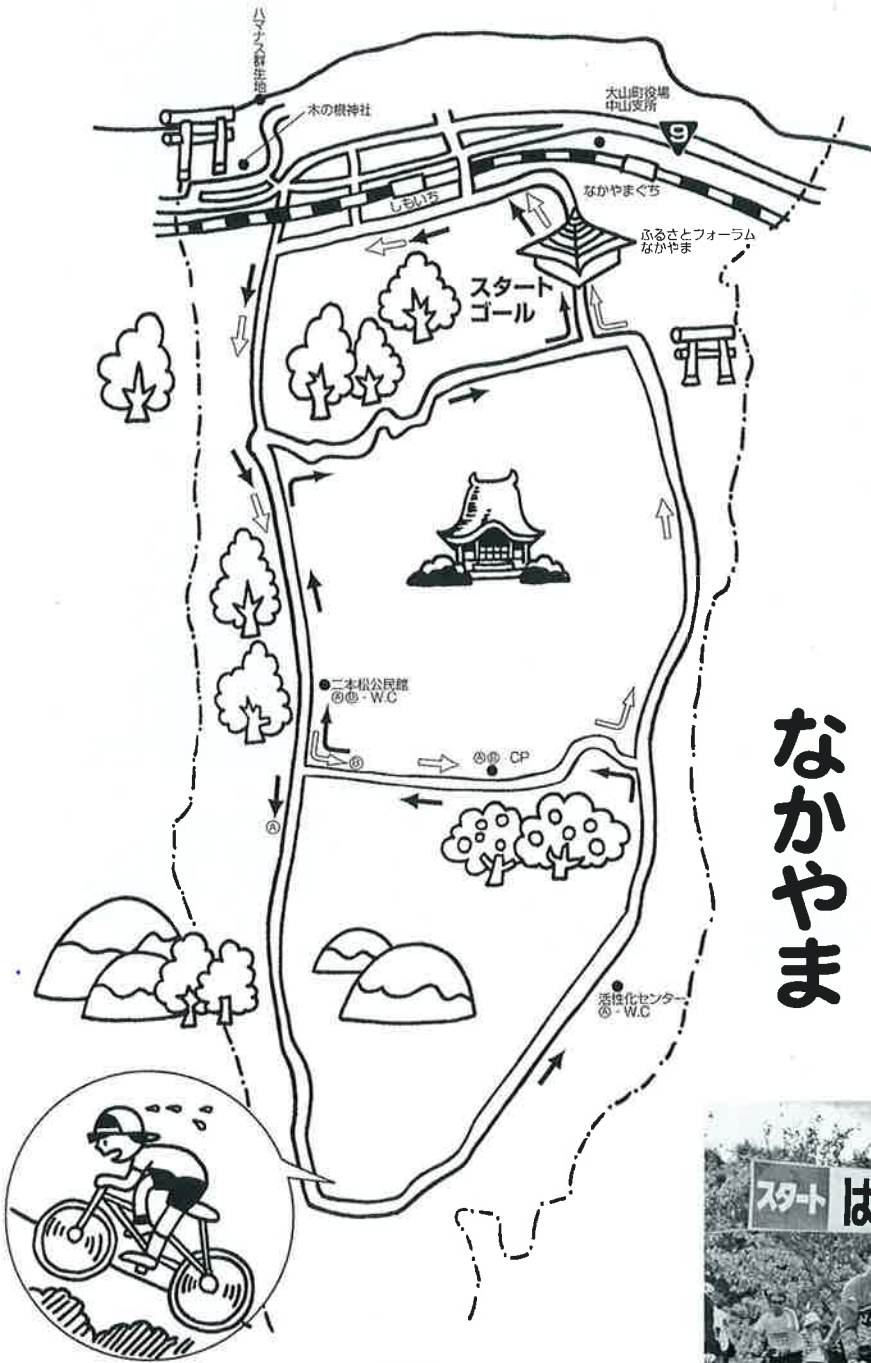 ハマナス群生地
木の根神社
大山町役場
中山支所
9
しもいち
なかやまぐち
ふるさとフォーラム
なかやま
スタート
ゴール
二本松公民館
Ⓐ Ⓑ・W.C
Ⓑ
Ⓐ Ⓑ CP
Ⓐ
なかやま
活性化センター
Ⓐ・W.C
スタート
は